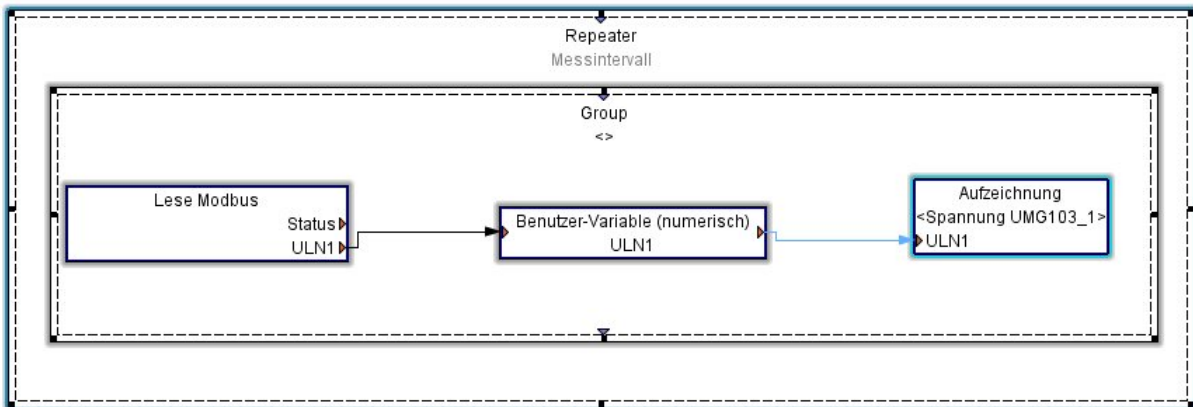 Repeater
Messintervall
Group
<>
Lese Modbus
Status
ULN1
Benutzer-Variable (numerisch)
ULN1
Aufzeichnung
<Spannung UMG103_1>
ULN1